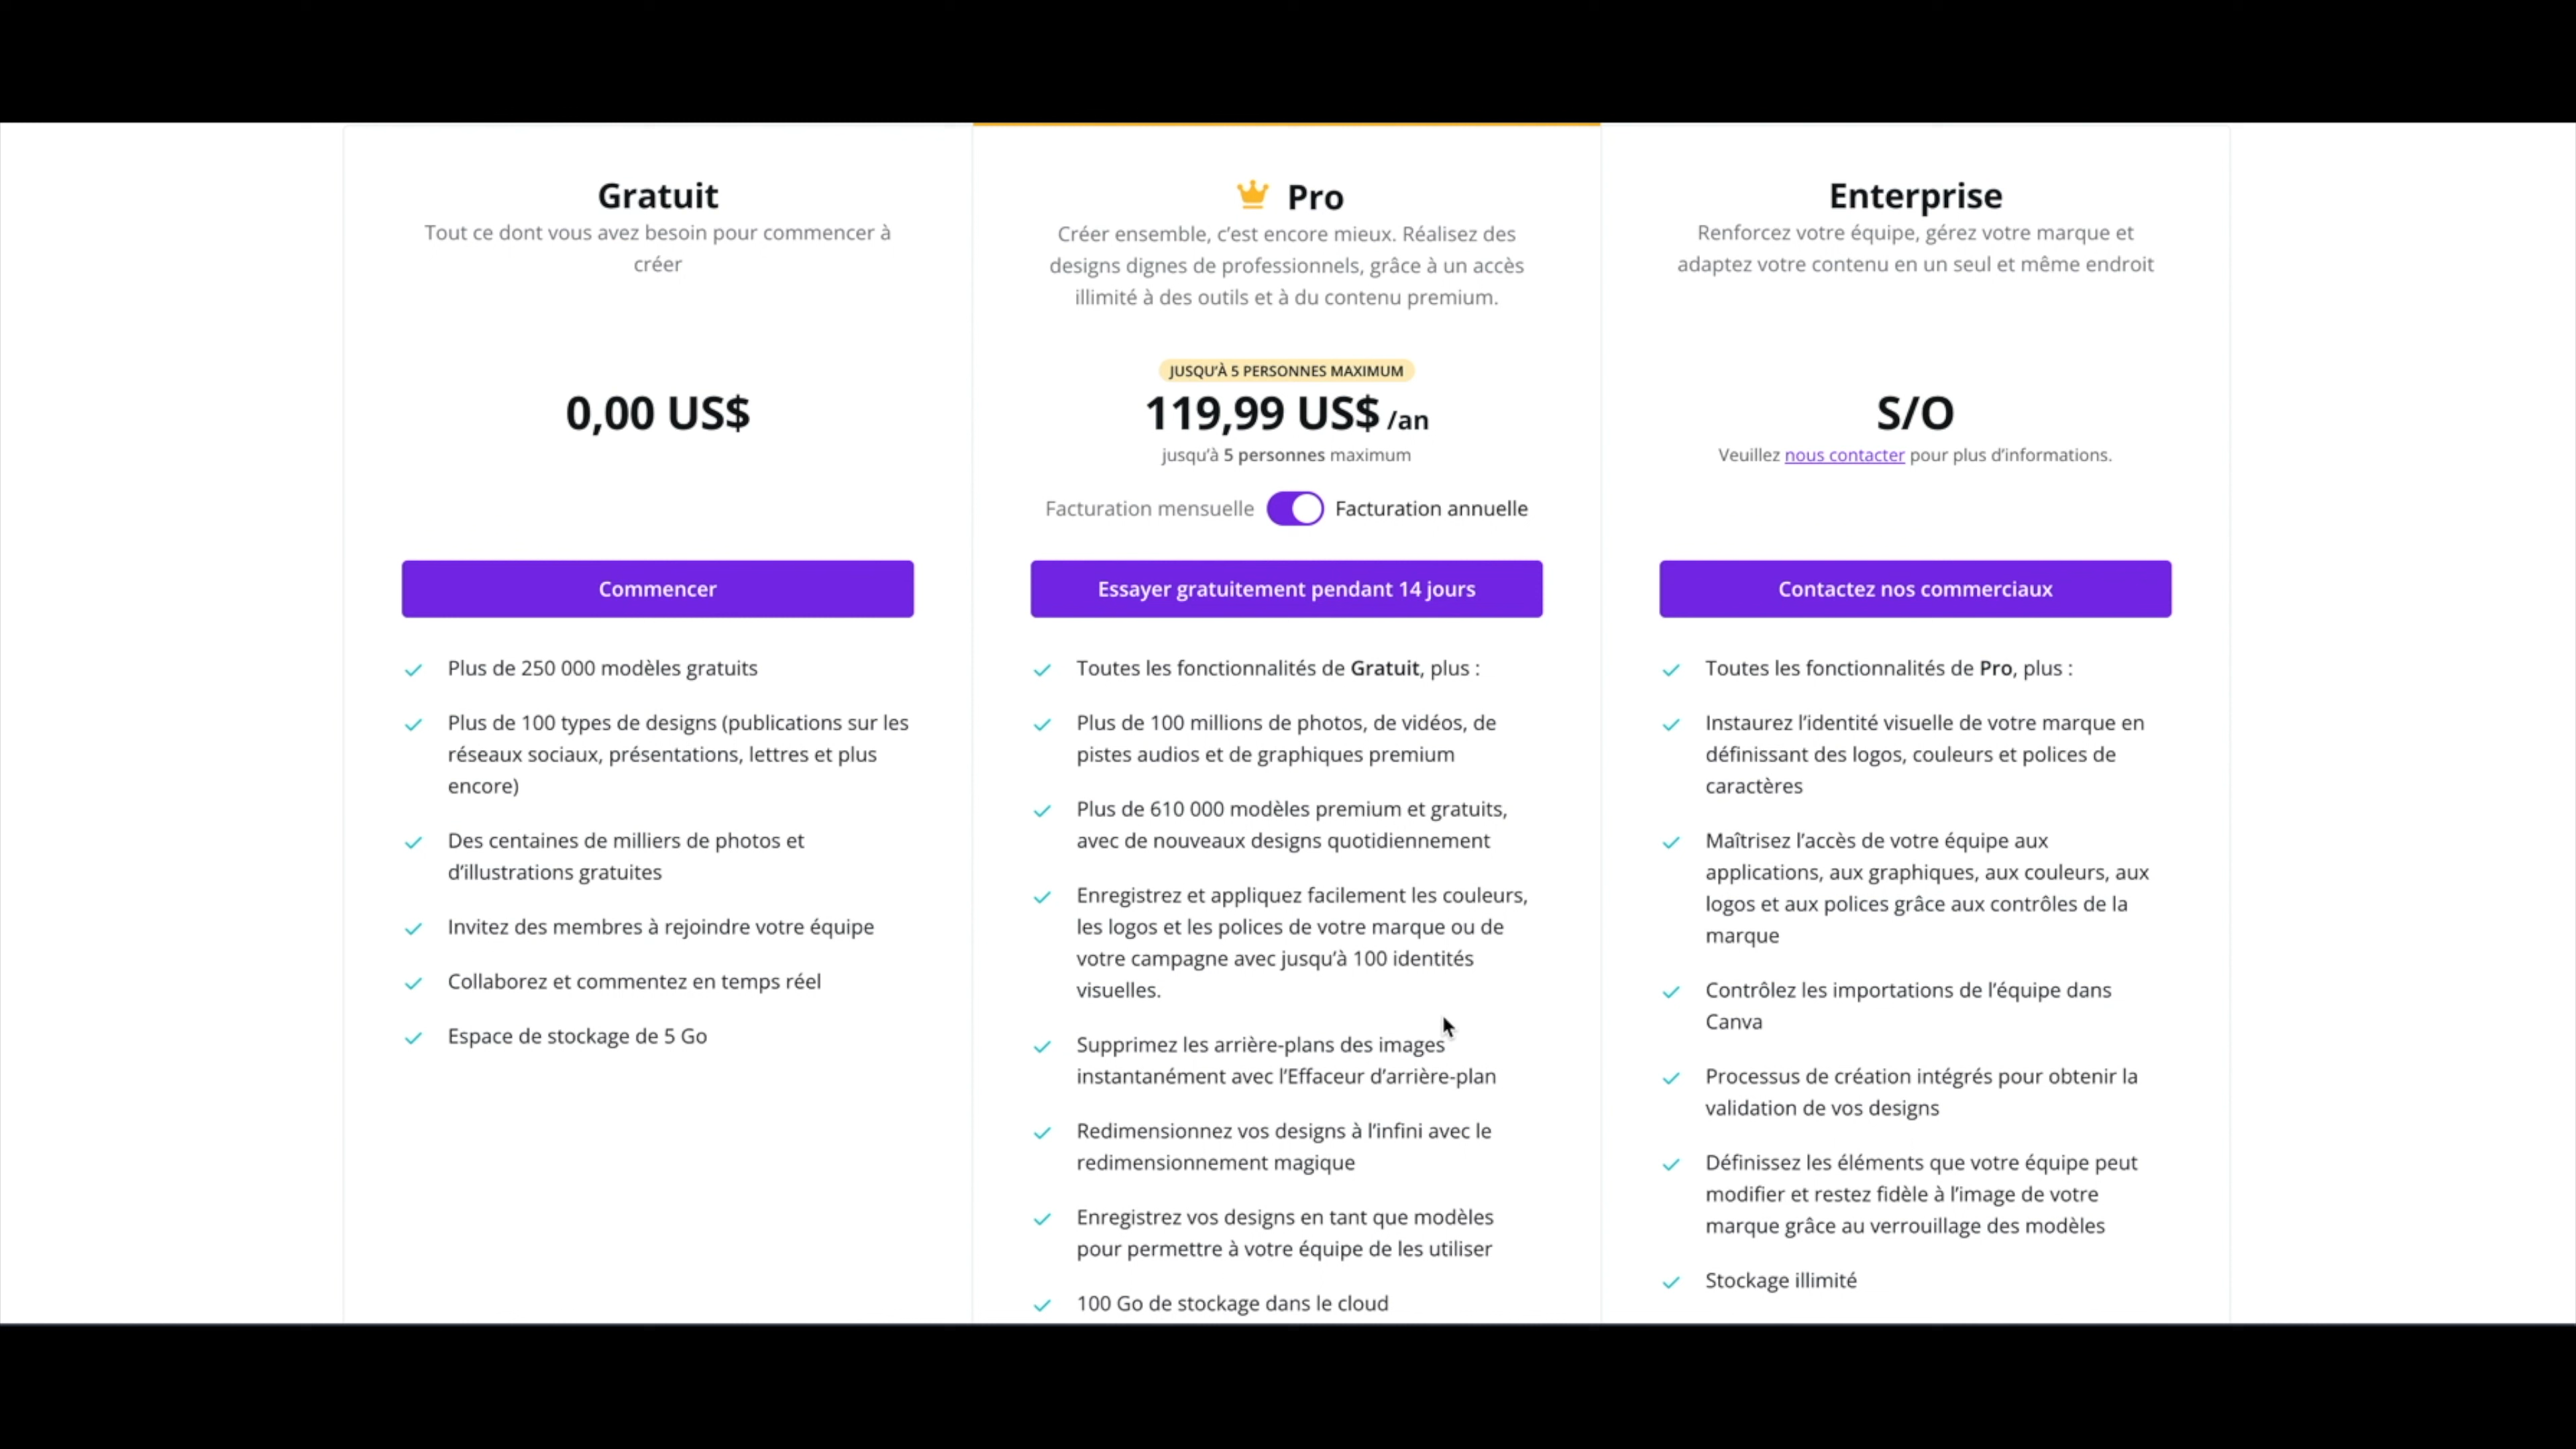 Gratuit
Tout ce dont vous avez besoin pour commencer à
créer
0,00 US$
Commencer
Plus de 250 000 modèles gratuits
Plus de 100 types de designs (publications sur les
réseaux sociaux, présentations, lettres et plus
encore)
Des centaines de milliers de photos et
d’illustrations gratuites
Invitez des membres à rejoindre votre équipe
Collaborez et commentez en temps réel
Espace de stockage de 5 Go
Pro
Créer ensemble, c’est encore mieux. Réalisez des
designs dignes de professionnels, grâce à un accès
illimité à des outils et à du contenu premium.
JUSQU’À 5 PERSONNES MAXIMUM
119,99 US$ /an
jusqu’à 5 personnes maximum
Facturation mensuelle Facturation annuelle
Essayer gratuitement pendant 14 jours
Toutes les fonctionnalités de Gratuit, plus :
Plus de 100 millions de photos, de vidéos, de
pistes audios et de graphiques premium
Plus de 610 000 modèles premium et gratuits,
avec de nouveaux designs quotidiennement
Enregistrez et appliquez facilement les couleurs,
les logos et les polices de votre marque ou de
votre campagne avec jusqu’à 100 identités
visuelles.
Supprimez les arrière-plans des images
instantanément avec l’Effaceur d’arrière-plan
Redimensionnez vos designs à l’infini avec le
redimensionnement magique
Enregistrez vos designs en tant que modèles
pour permettre à votre équipe de les utiliser
100 Go de stockage dans le cloud
Enterprise
Renforcez votre équipe, gérez votre marque et
adaptez votre contenu en un seul et même endroit
S/O
Veuillez nous contacter pour plus d’informations.
Contactez nos commerciaux
Toutes les fonctionnalités de Pro, plus :
Instaurez l’identité visuelle de votre marque en
définissant des logos, couleurs et polices de
caractères
Maîtrisez l’accès de votre équipe aux
applications, aux graphiques, aux couleurs, aux
logos et aux polices grâce aux contrôles de la
marque
Contrôlez les importations de l’équipe dans
Canva
Processus de création intégrés pour obtenir la
validation de vos designs
Définissez les éléments que votre équipe peut
modifier et restez fidèle à l’image de votre
marque grâce au verrouillage des modèles
Stockage illimité